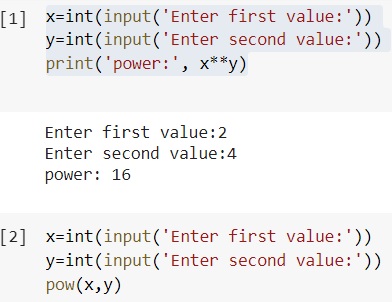 [1] x=int(input('Enter first value:'))
y=int(input('Enter second value:'))
print('power:', x**y)
Enter first value:2
Enter second value:4
power: 16
[2] x=int(input('Enter first value:'))
y=int(input('Enter second value:'))
pow(x,y)